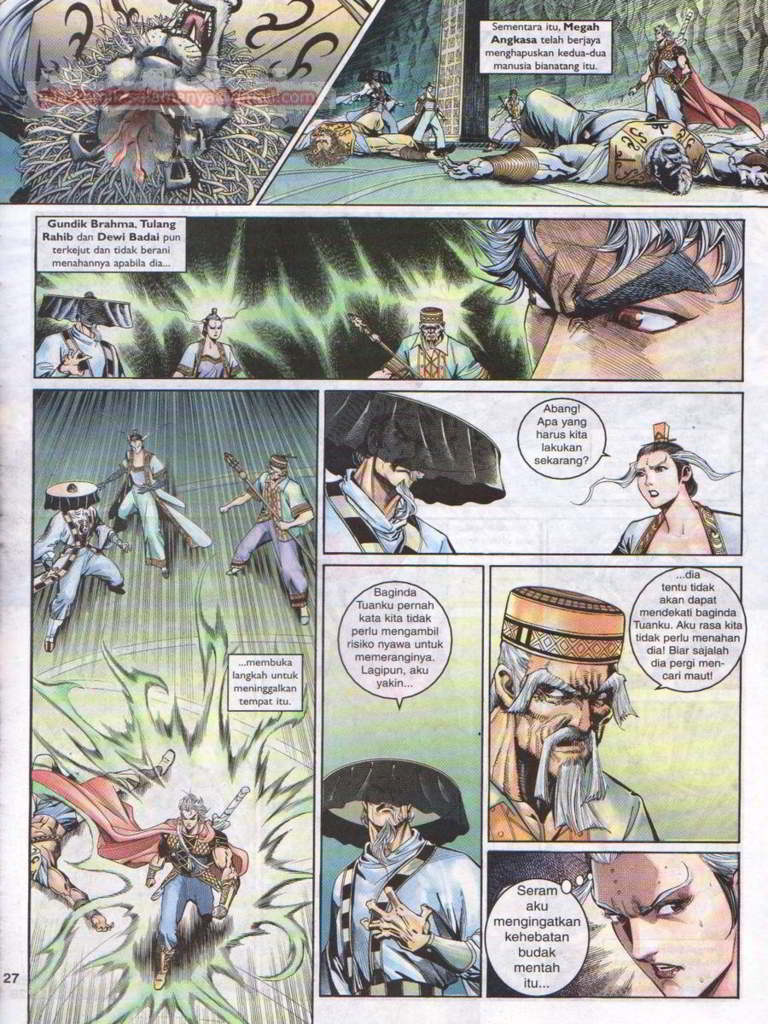 Sementara itu, Megah
Angkasa telah berjaya
menghapuskan kedua-dua
manusia bianatang itu.
Gundik Brahma, Tulang
Rahib dan Dewi Badai pun
terkejut dan tidak berani
menahannya apabila dia...
...membuka
langkah untuk
meninggalkan
tempat itu.
Abang!
Apa yang
harus kita
lakukan
sekarang?
Baginda
Tuanku pernah
kata kita tidak
perlu mengambil
risiko nyawa untuk
memeranginya.
Lagipun, aku
yakin...
...dia
tentu tidak
akan dapat
mendekati baginda
Tuanku. Aku rasa kita
tidak perlu menahan
dia! Biar sajalah
dia pergi men-
cari maut!
Seram
aku
mengingatkan
kehebatan
budak
mentah
itu...
27